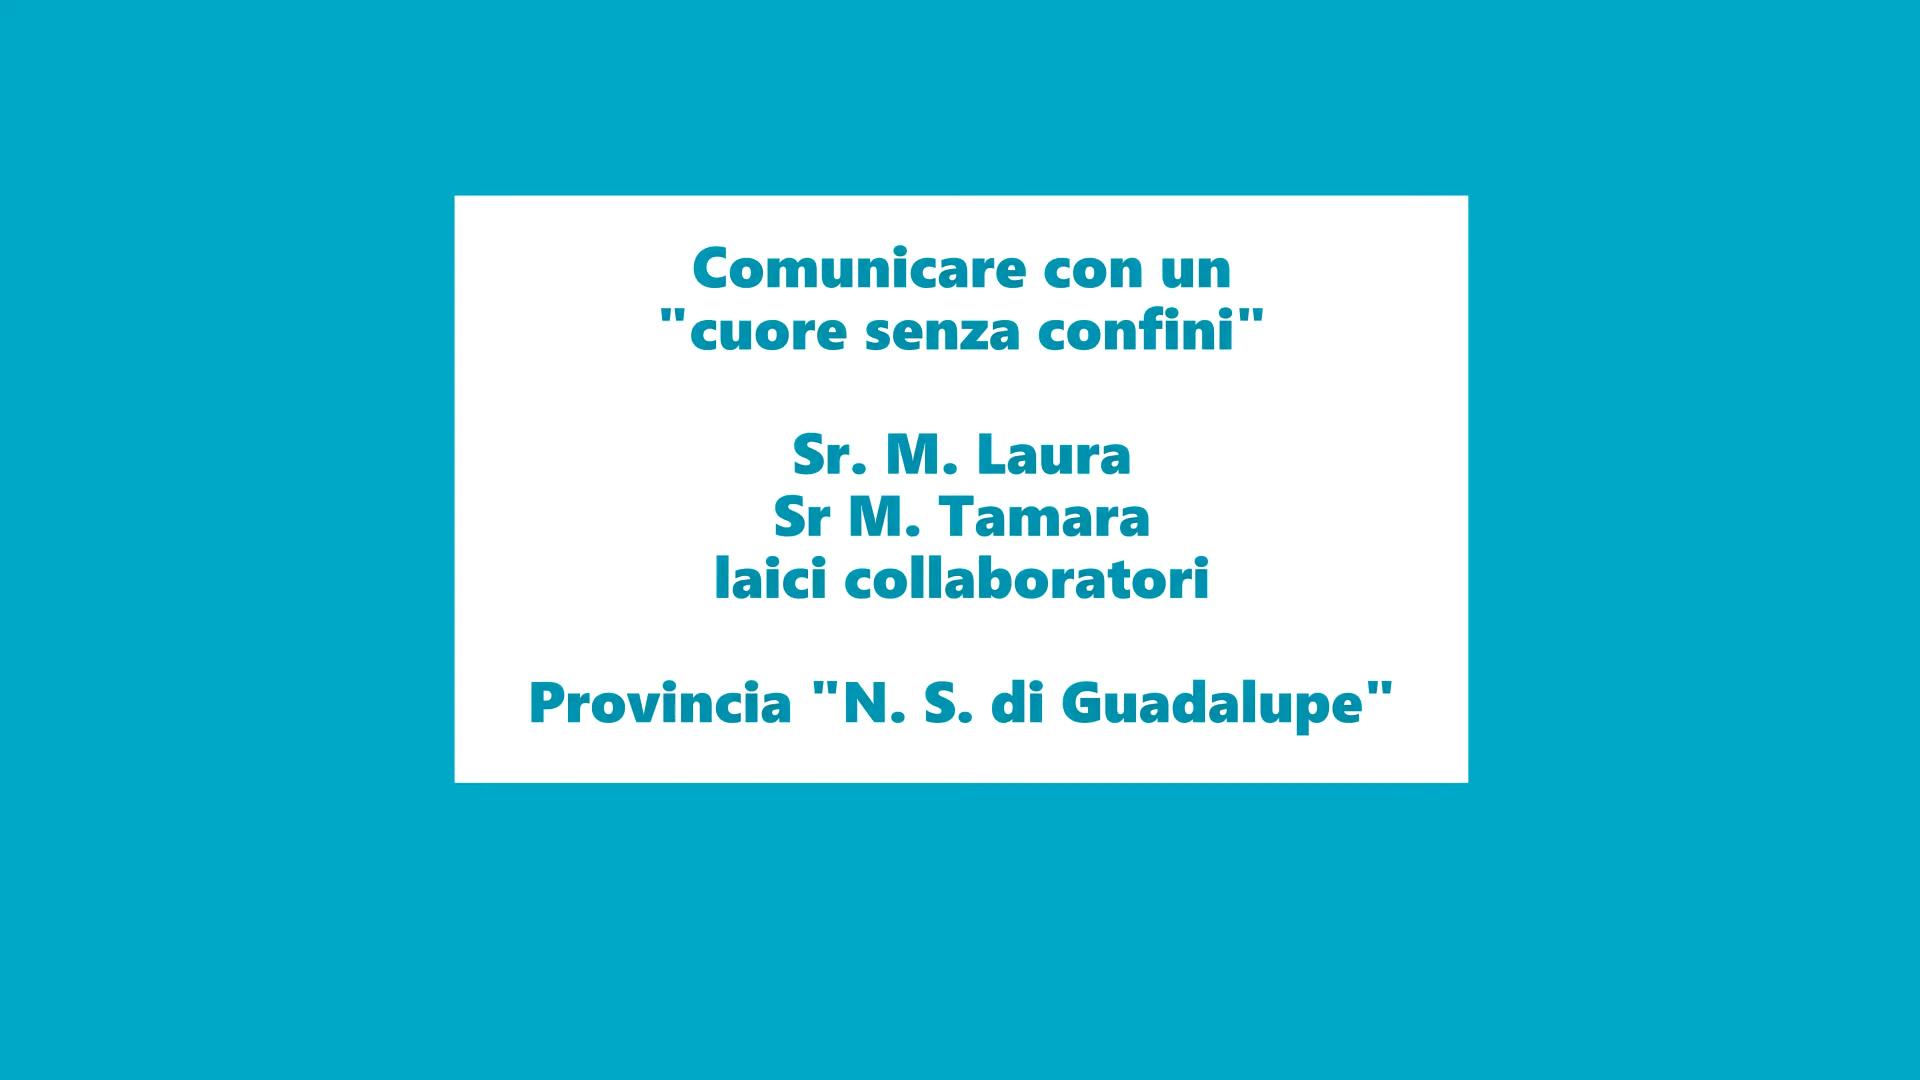 Comunicare con un
"cuore senza confini"
Sr. M. Laura
Sr M. Tamara
laici collaboratori
Provincia "N. S. di Guadalupe"